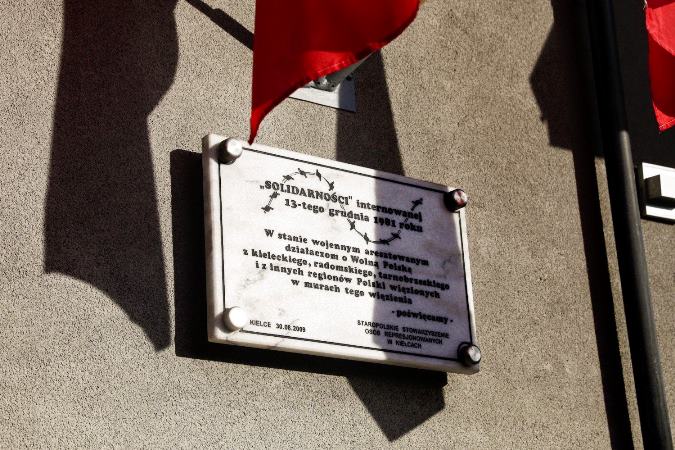 „SOLIDARNOŚCI" internowanej
13-tego grudnia 1981 roku
W stanie wojennym aresztowanym
działaczom o Wolną Polskę
z kieleckiego, radomskiego, tarnobrzeskiego
i z innych regionów Polski więzionych
w murach tego więzienia
- poświęcamy -
KIELCE 30.08.2009
STAROPOLSKIE STOWARZYSZENIE
OSÓB REPRESJONOWANYCH
W KIELCACH